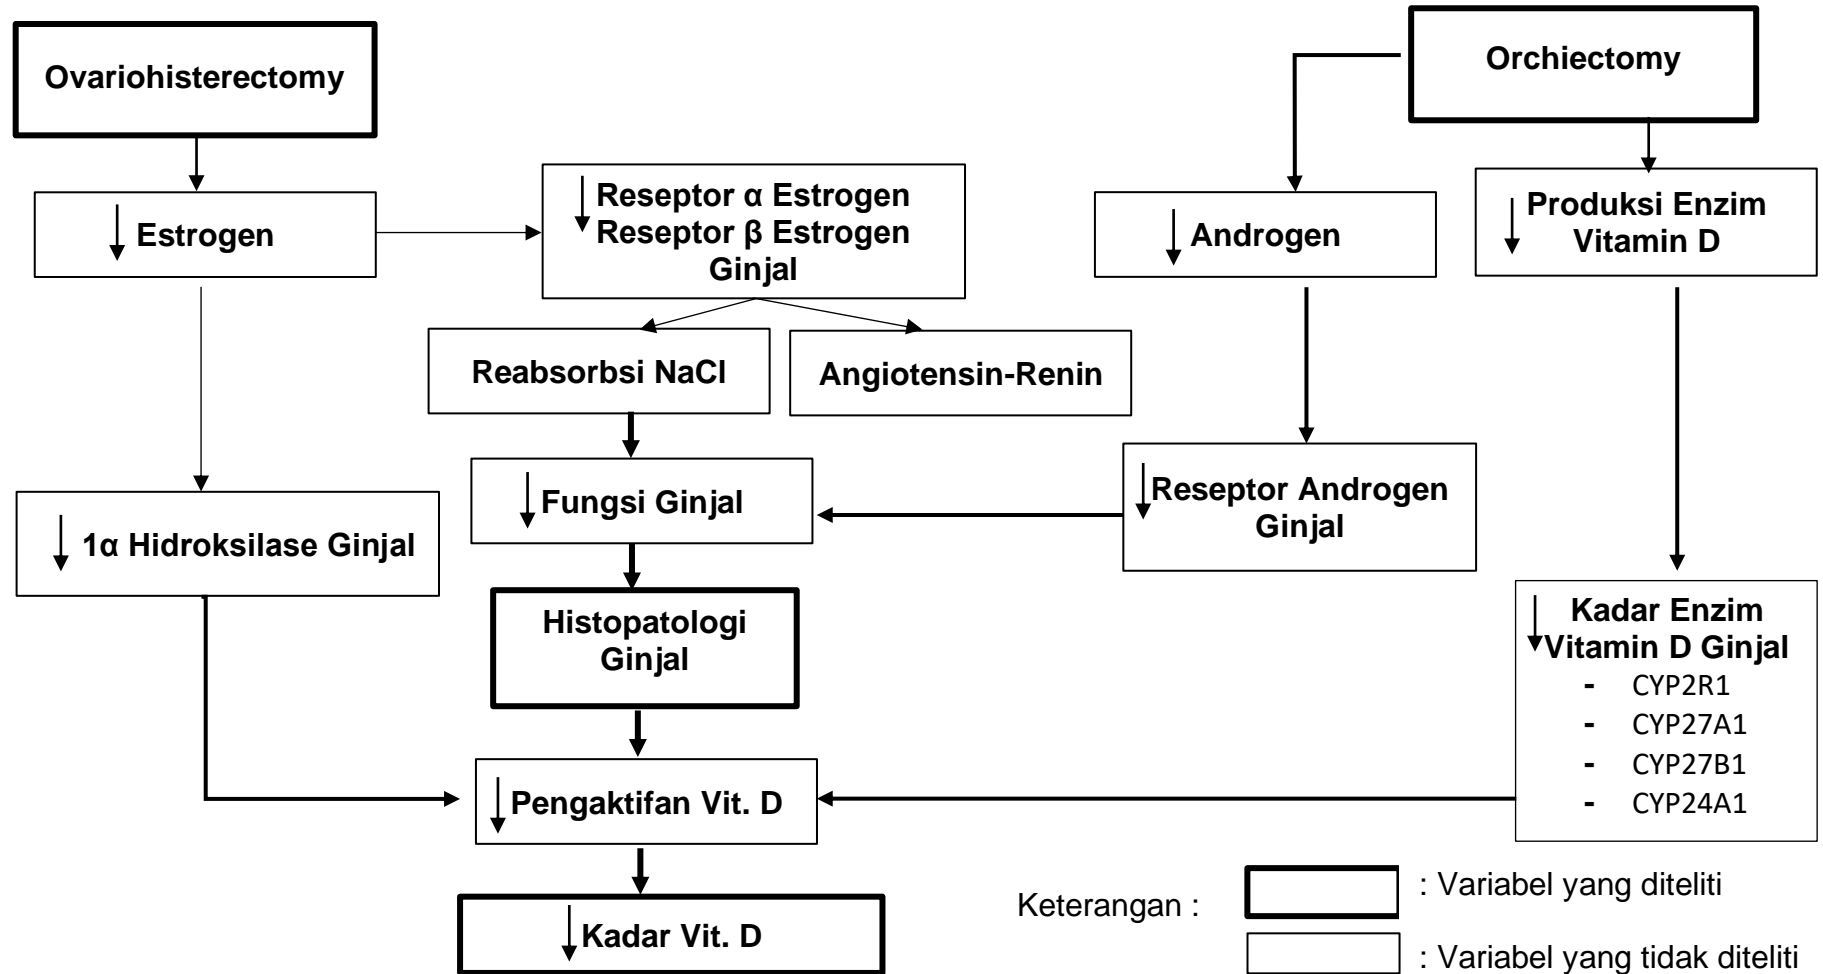 Ovariohisterectomy
Orchiectomy
Estrogen
Reseptor α Estrogen
Reseptor β Estrogen
Ginjal
Androgen
Produksi Enzim
Vitamin D
Reabsorbsi NaCl
Angiotensin-Renin
1α Hidroksilase Ginjal
Fungsi Ginjal
Reseptor Androgen
Ginjal
Histopatologi
Ginjal
Kadar Enzim
Vitamin D Ginjal
- CYP2R1
- CYP27A1
- CYP27B1
- CYP24A1
Pengaktifan Vit. D
Kadar Vit. D
Keterangan :
: Variabel yang diteliti
: Variabel yang tidak diteliti